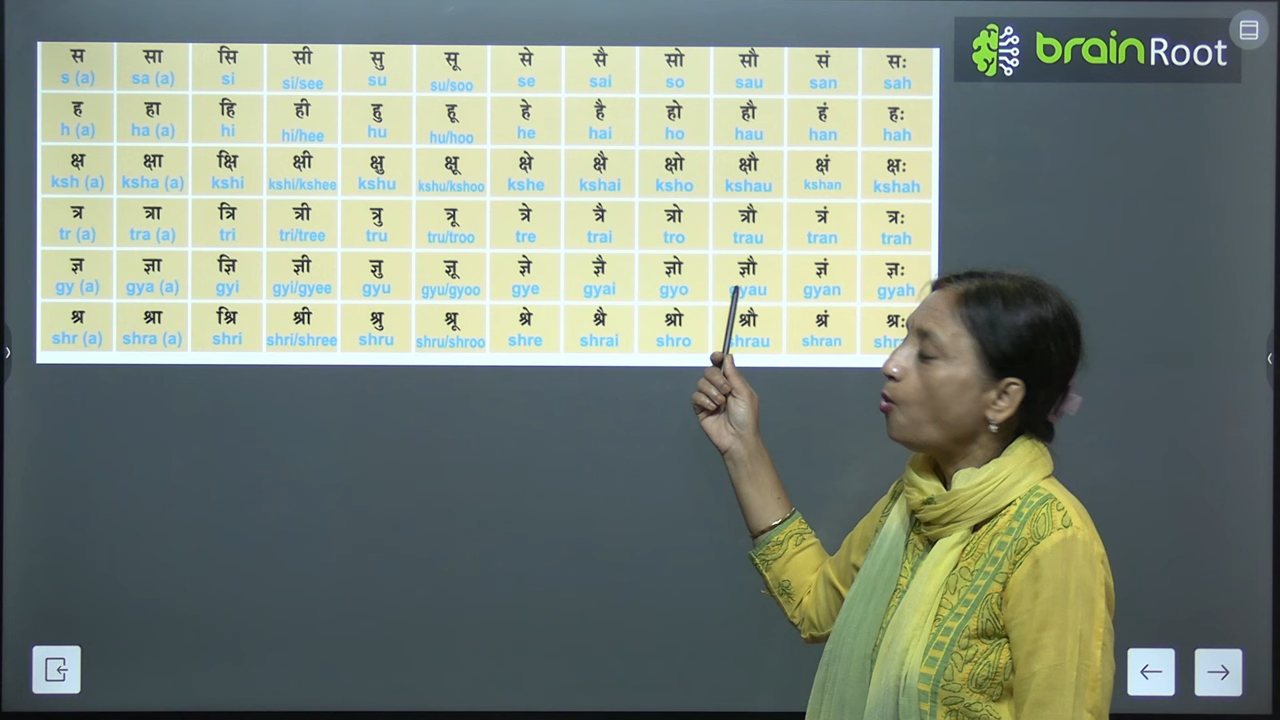 brainRoot
स सा सि सी सु सू से सै सो सौ सं सः
s (a) sa (a) si si/see su su/soo se sai so sau san sah
ह हा हि ही हु हू हे है हो हौ हं हः
h (a) ha (a) hi hi/hee hu hu/hoo he hai ho hau han hah
क्ष क्षा क्षि क्षी क्षु क्षू क्षे क्षै क्षो क्षौ क्षं क्षः
ksh (a) ksha (a) kshi kshi/kshee kshu kshu/kshoo kshe kshai ksho kshau kshan kshah
त्र त्रा त्रि त्री त्रु त्रू त्रे त्रै त्रो त्रौ त्रं त्रः
tr (a) tra (a) tri tri/tree tru tru/troo tre trai tro trau tran trah
ज्ञ ज्ञा ज्ञि ज्ञी ज्ञु ज्ञू ज्ञे ज्ञै ज्ञो ज्ञौ ज्ञं ज्ञः
gy (a) gya (a) gyi gyi/gyee gyu gyu/gyoo gye gyai gyo gyau gyan gyah
श्र श्रा श्रि श्री श्रु श्रू श्रे श्रै श्रो श्रौ श्रं श्रः
shr (a) shra (a) shri shri/shree shru shru/shroo shre shrai shro shrau shran